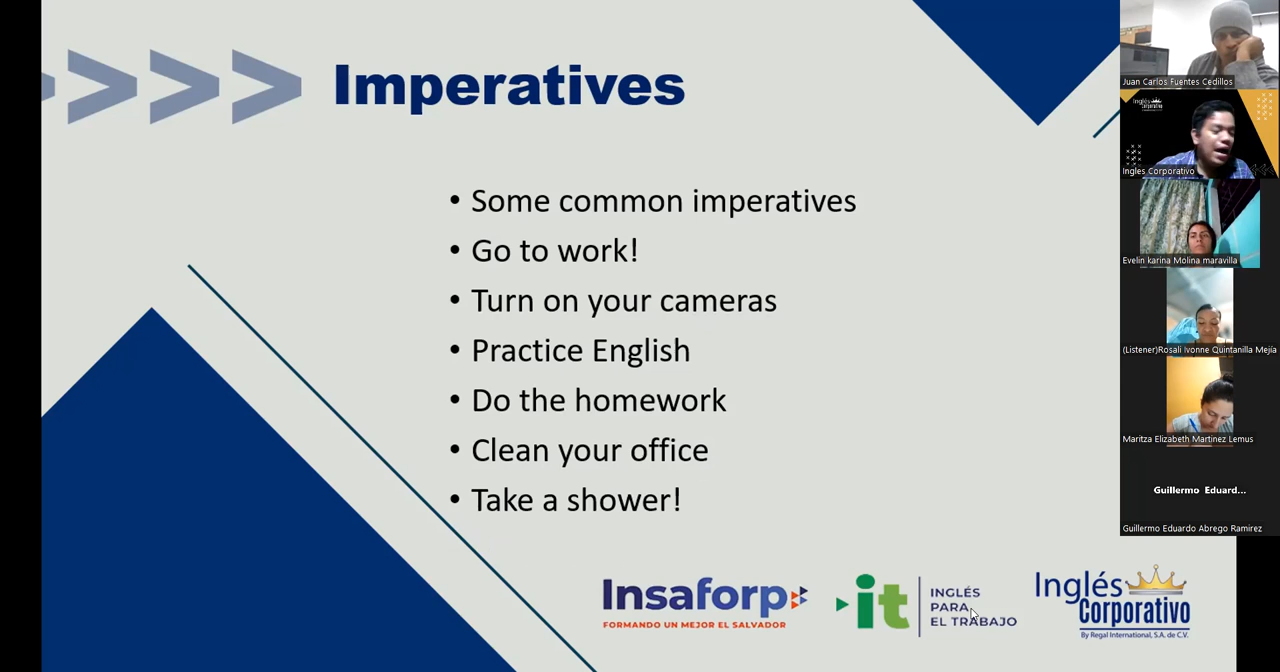 Imperatives
• Some common imperatives
• Go to work!
• Turn on your cameras
• Practice English
• Do the homework
• Clean your office
• Take a shower!
Insaforp
FORMANDO UN MEJOR EL SALVADOR
it
INGLÉS
PARA
EL TRABAJO
Inglés
Corporativo
By Regal International, S.A. de C.V.
Juan Carlos Fuentes Cedillos
Inglés
Corporativo
Ingles Corporativo
Evelin karina Molina maravilla
(Listener)Rosali Ivonne Quintanilla Mejía
Maritza Elizabeth Martinez Lemus
Guillermo Eduard...
Guillermo Eduardo Abrego Ramirez